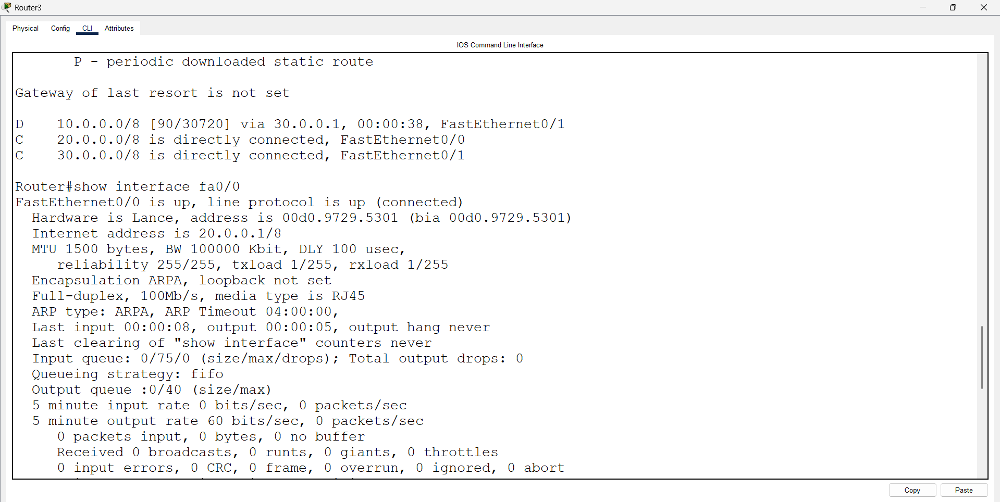 Router3
Physical Config CLI Attributes
IOS Command Line Interface
P - periodic downloaded static route
Gateway of last resort is not set
D 10.0.0.0/8 [90/30720] via 30.0.0.1, 00:00:38, FastEthernet0/1
C 20.0.0.0/8 is directly connected, FastEthernet0/0
C 30.0.0.0/8 is directly connected, FastEthernet0/1
Router#show interface fa0/0
FastEthernet0/0 is up, line protocol is up (connected)
Hardware is Lance, address is 00d0.9729.5301 (bia 00d0.9729.5301)
Internet address is 20.0.0.1/8
MTU 1500 bytes, BW 100000 Kbit, DLY 100 usec,
reliability 255/255, txload 1/255, rxload 1/255
Encapsulation ARPA, loopback not set
Full-duplex, 100Mb/s, media type is RJ45
ARP type: ARPA, ARP Timeout 04:00:00,
Last input 00:00:08, output 00:00:05, output hang never
Last clearing of "show interface" counters never
Input queue: 0/75/0 (size/max/drops); Total output drops: 0
Queueing strategy: fifo
Output queue :0/40 (size/max)
5 minute input rate 0 bits/sec, 0 packets/sec
5 minute output rate 60 bits/sec, 0 packets/sec
0 packets input, 0 bytes, 0 no buffer
Received 0 broadcasts, 0 runts, 0 giants, 0 throttles
0 input errors, 0 CRC, 0 frame, 0 overrun, 0 ignored, 0 abort
Copy Paste